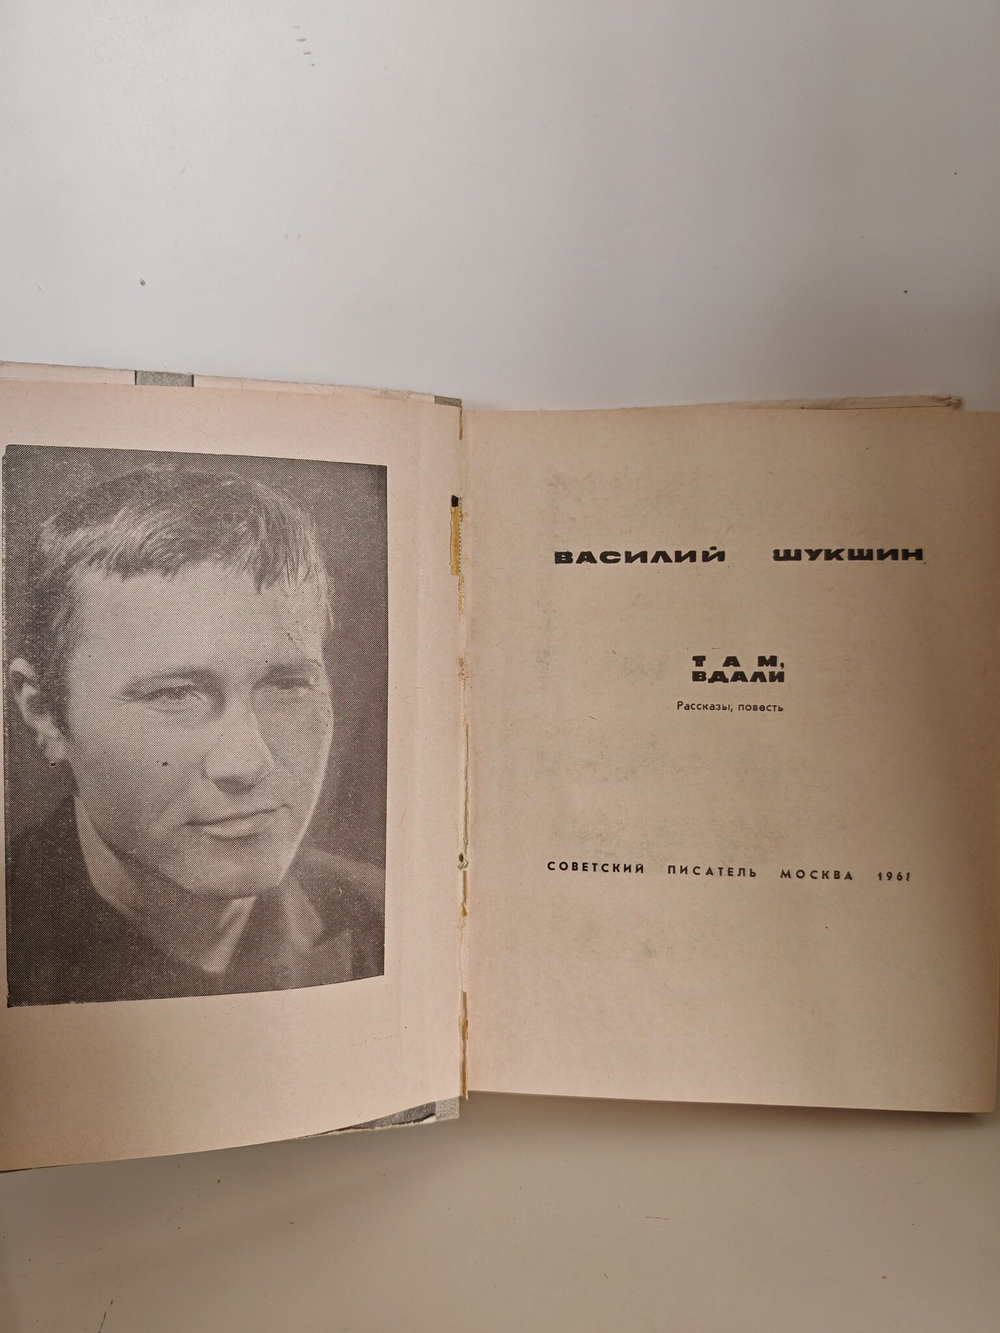 ВАСИЛИЙ ШУКШИН
ТАМ,
ВДАЛИ
Рассказы, повесть
СОВЕТСКИЙ ПИСАТЕЛЬ МОСКВА 1968